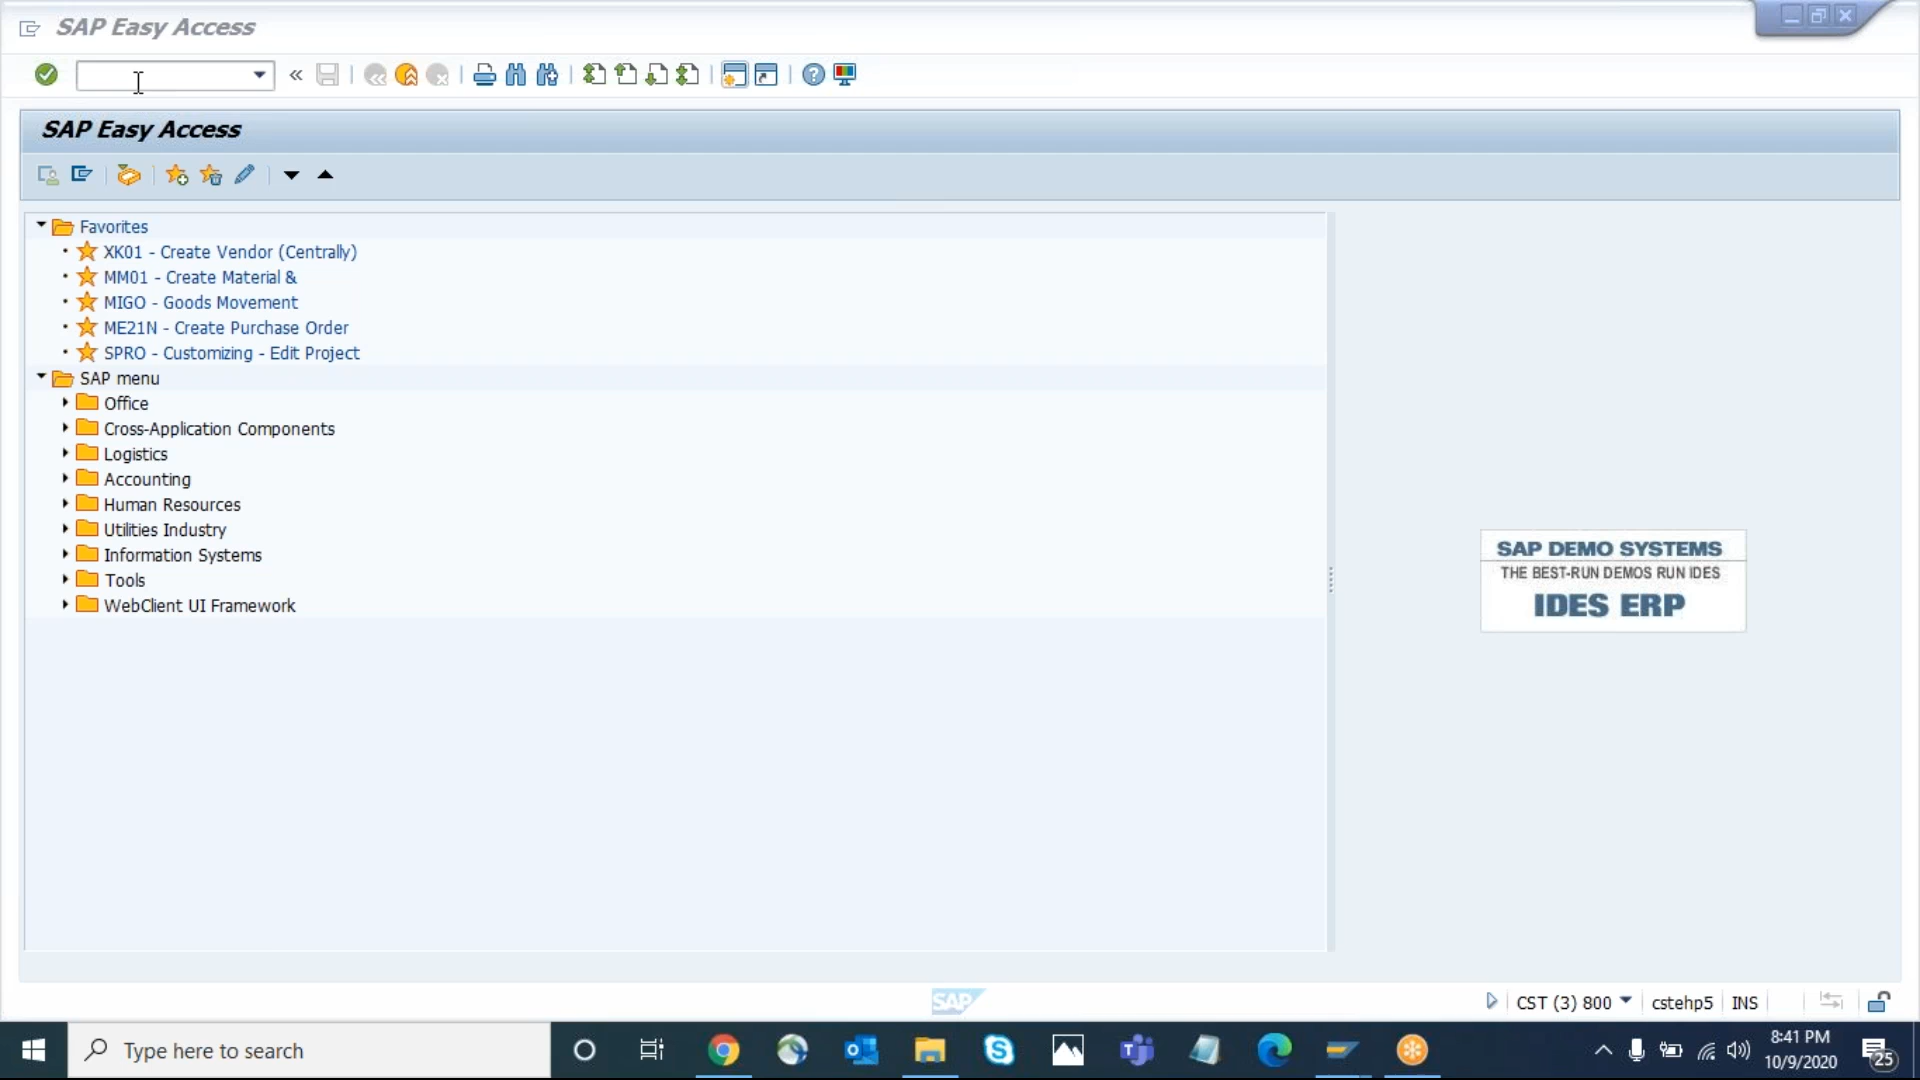 SAP Easy Access
SAP Easy Access
Favorites
XK01 - Create Vendor (Centrally)
MM01 - Create Material &
MIGO - Goods Movement
ME21N - Create Purchase Order
SPRO - Customizing - Edit Project
SAP menu
Office
Cross-Application Components
Logistics
Accounting
Human Resources
Utilities Industry
Information Systems
Tools
WebClient UI Framework
SAP DEMO SYSTEMS
THE BEST-RUN DEMOS RUN IDES
IDES ERP
SAP
CST (3) 800
cstehp5
INS
Type here to search
8:41 PM
10/9/2020
25